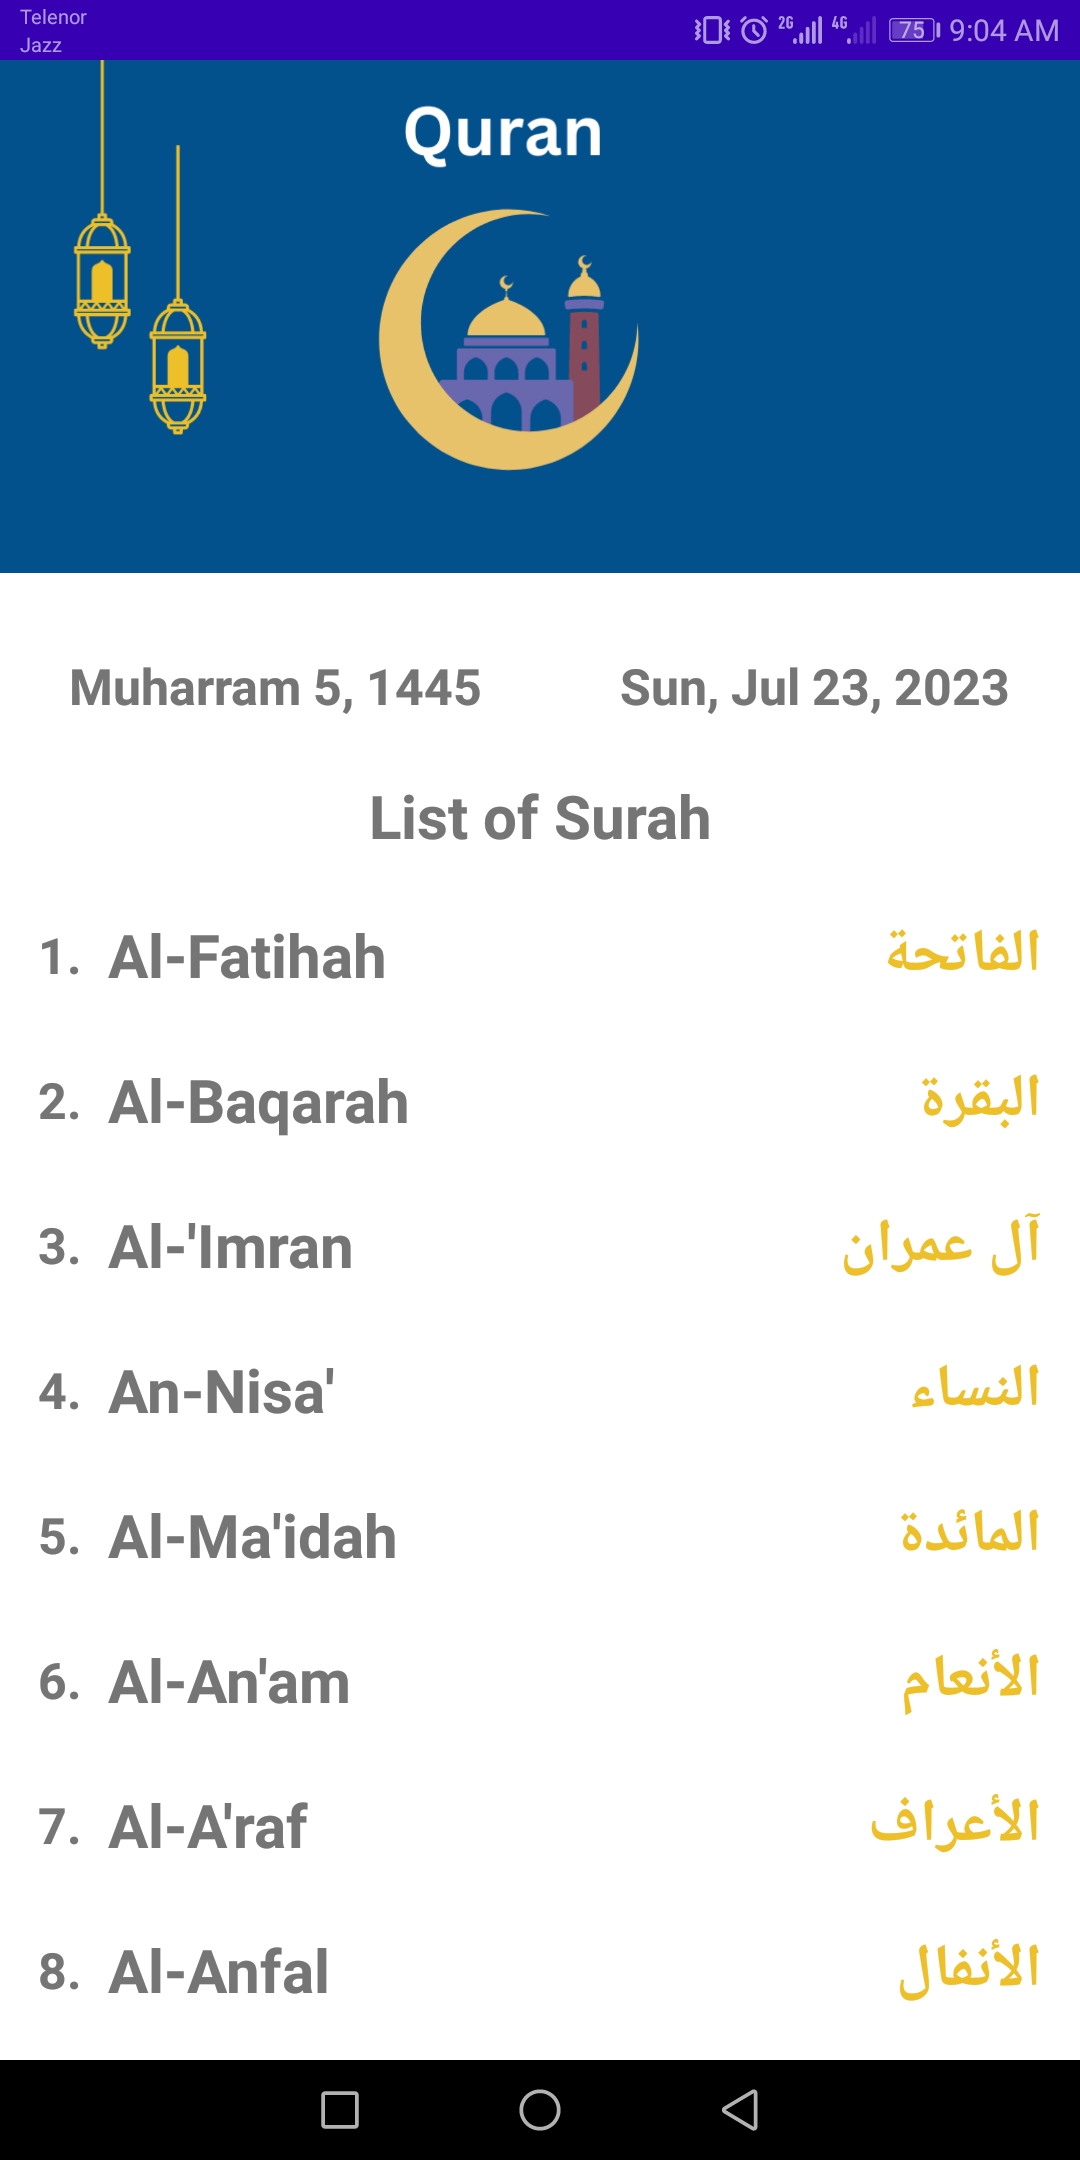 Telenor
Jazz
2G 4G 75 9:04 AM
Quran
Muharram 5, 1445 Sun, Jul 23, 2023
List of Surah
1. Al-Fatihah الفاتحة
2. Al-Baqarah البقرة
3. Al-'Imran آل عمران
4. An-Nisa' النساء
5. Al-Ma'idah المائدة
6. Al-An'am الأنعام
7. Al-A'raf الأعراف
8. Al-Anfal الأنفال